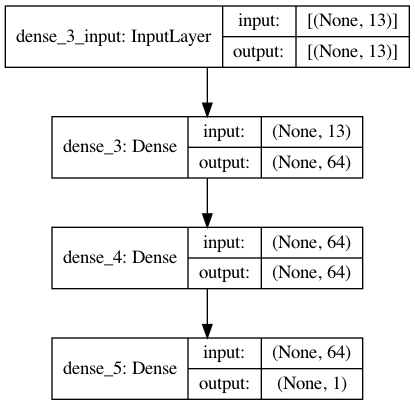 dense_3_input: InputLayer
input:
[(None, 13)]
output:
[(None, 13)]
dense_3: Dense
input:
(None, 13)
output:
(None, 64)
dense_4: Dense
input:
(None, 64)
output:
(None, 64)
dense_5: Dense
input:
(None, 64)
output:
(None, 1)